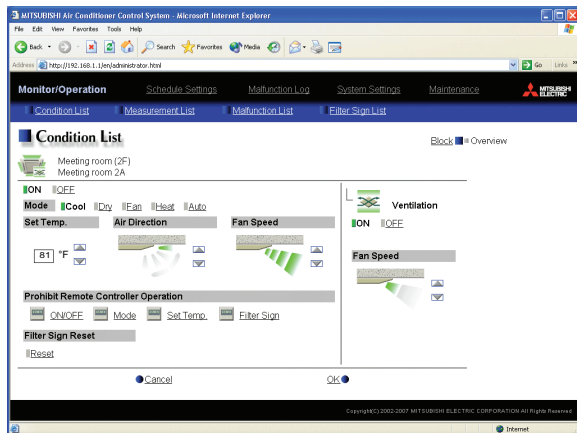 MITSUBISHI Air Conditioner Control System - Microsoft Internet Explorer
File Edit View Favorites Tools Help
Back Search Favorites Media
Address http://192.168.1.1/en/administrator.html Go Links »
Monitor/Operation Schedule Settings Malfunction Log System Settings Maintenance MITSUBISHI ELECTRIC
Condition List Measurement List Malfunction List Filter Sign List
Condition List
Block Overview
Meeting room (2F)
Meeting room 2A
ON OFF
Mode Cool Dry Fan Heat Auto
Set Temp. Air Direction Fan Speed
81 °F
Ventilation
ON OFF
Fan Speed
Prohibit Remote Controller Operation
ON/OFF Mode Set Temp. Filter Sign
Filter Sign Reset
Reset
Cancel OK
Copyright(C) 2002-2007 MITSUBISHI ELECTRIC CORPORATION All Rights Reserved
Internet